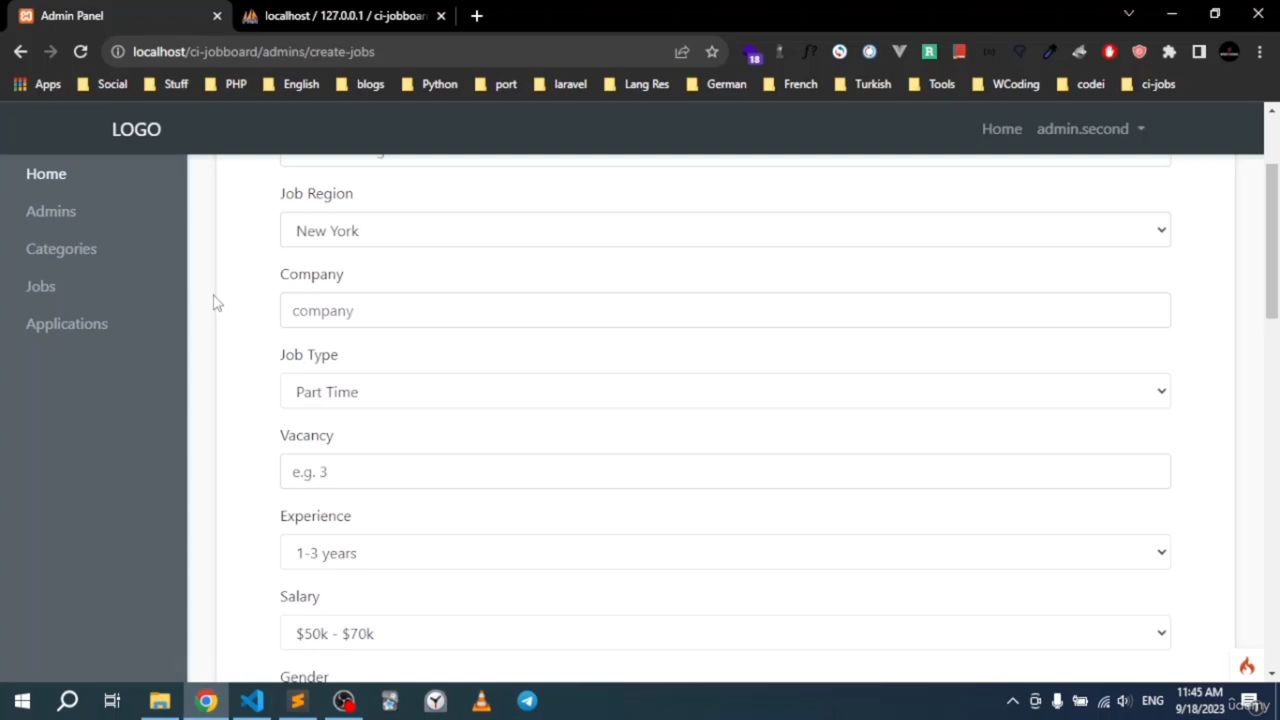 Admin Panel
localhost / 127.0.0.1 / ci-jobboar
localhost/ci-jobboard/admins/create-jobs
18
Apps Social Stuff PHP English blogs Python port laravel Lang Res German French Turkish Tools WCoding codei ci-jobs
LOGO
Home admin.second
Home
Admins
Categories
Jobs
Applications
Job Region
New York
Company
company
Job Type
Part Time
Vacancy
e.g. 3
Experience
1-3 years
Salary
$50k - $70k
Gender
ENG
11:45 AM
9/18/2023
udemy